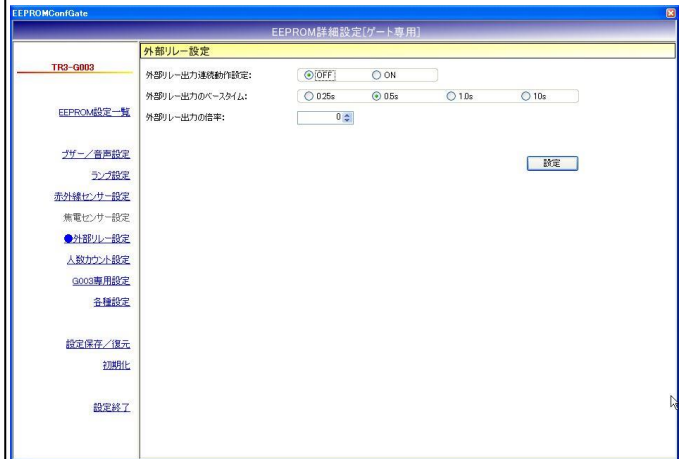 EEPROMConfGate
EEPROM詳細設定[ゲート専用]
TR3-G003
EEPROM設定一覧
ブザー／音声設定
ランプ設定
赤外線センサー設定
焦電センサー設定
●外部リレー設定
人数カウント設定
G003専用設定
各種設定
設定保存／復元
初期化
設定終了
外部リレー設定
外部リレー出力連続動作設定: OFF ON
外部リレー出力のベースタイム: 0.25s 0.5s 1.0s 10s
外部リレー出力の倍率: 0
設定